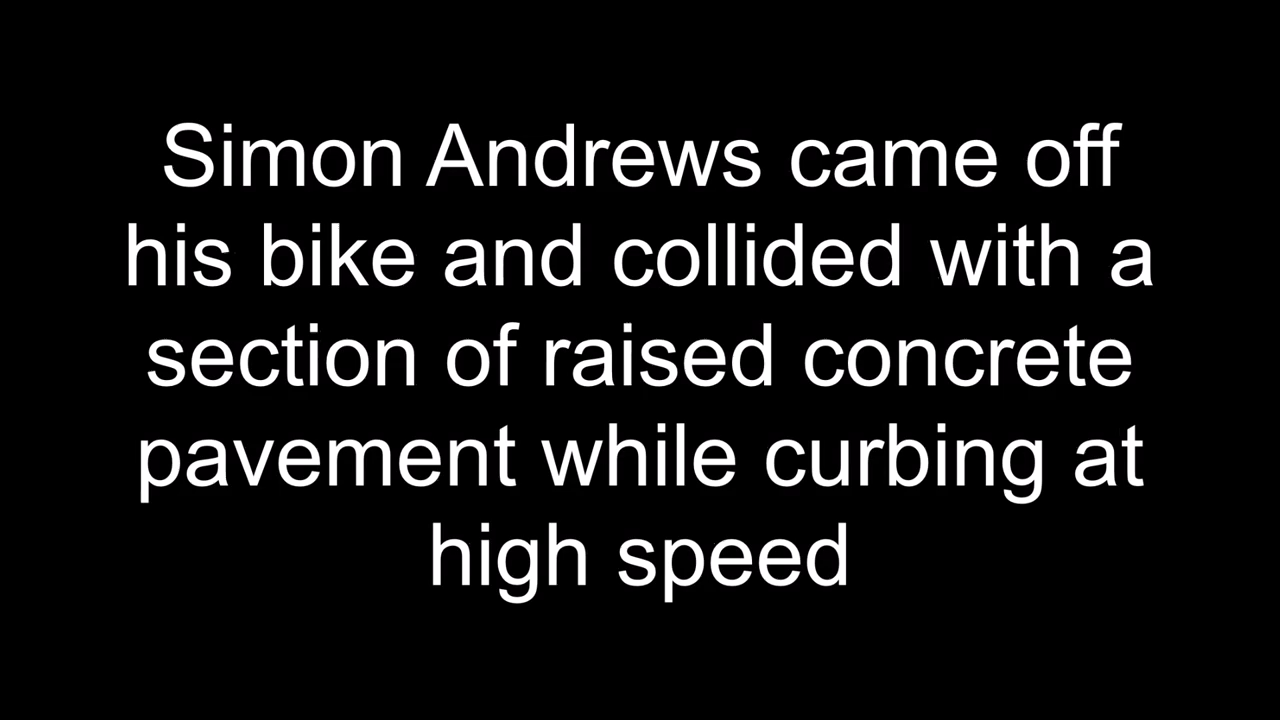 Simon Andrews came off
his bike and collided with a
section of raised concrete
pavement while curbing at
high speed